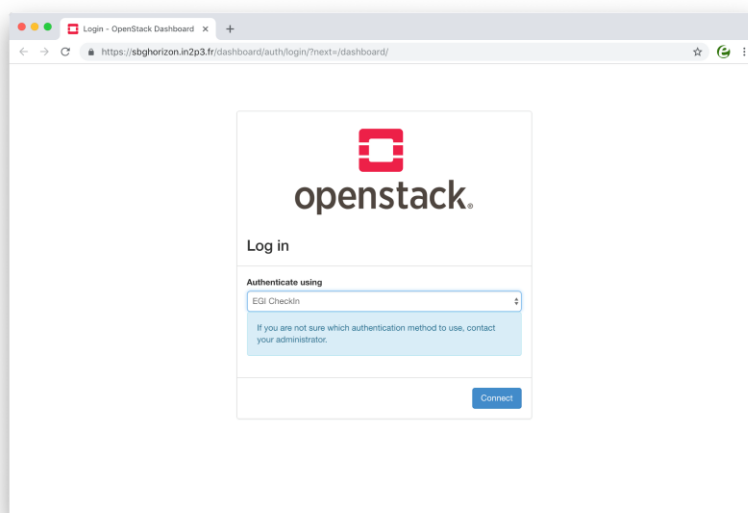 Login - OpenStack Dashboard
https://sbghorizon.in2p3.fr/dashboard/auth/login/?next=/dashboard/
openstack.
Log in
Authenticate using
EGI CheckIn
If you are not sure which authentication method to use, contact
your administrator.
Connect